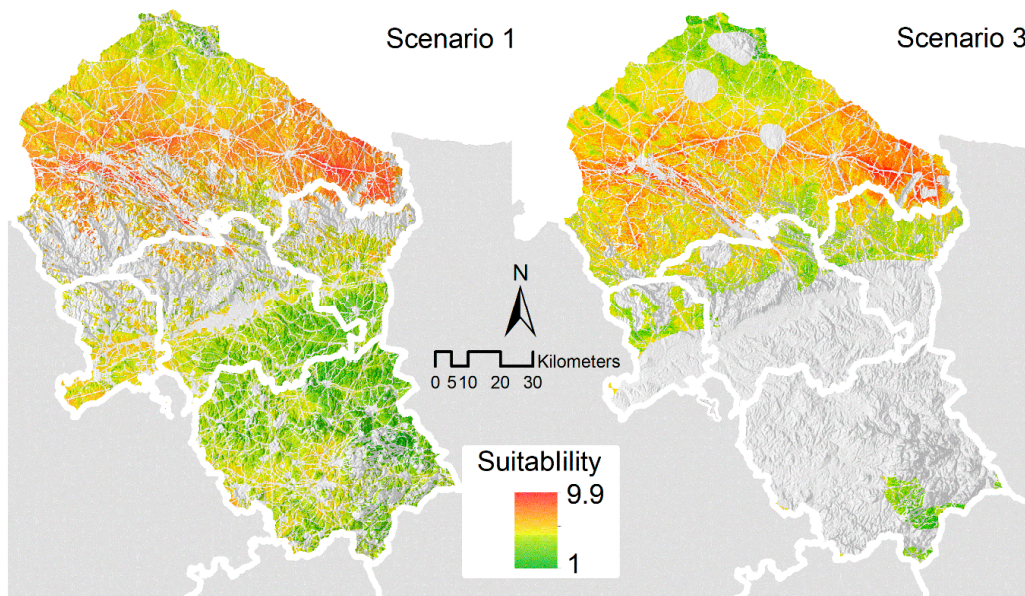 Scenario 1
Scenario 3
N
Kilometers
0 5 10 20 30
Suitablility
9.9
1